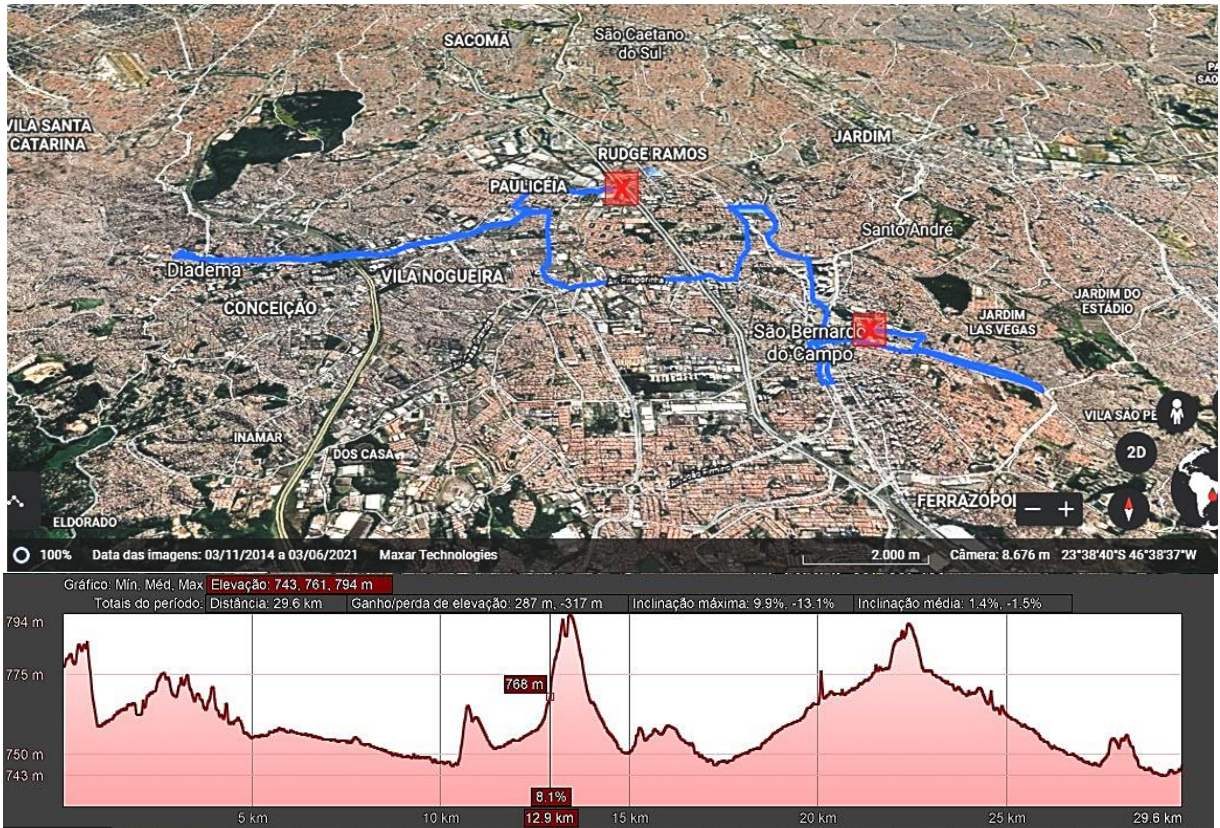 SACOMÃ
São Caetano
do Sul
VILA SANTA
CATARINA
JARDIM
RUDGE RAMOS
PAULICÉIA
Santo André
Diadema
VILA NOGUEIRA
CONCEIÇÃO
Av. Piraporinha
JARDIM DO
ESTÁDIO
JARDIM
LAS VEGAS
São Bernardo
do Campo
VILA SÃO PE
INAMAR
DOS CASA
2D
FERRAZÓPOL
ELDORADO
100% Data das imagens: 03/11/2014 a 03/06/2021 Maxar Technologies 2.000 m Câmera: 8.676 m 23°38'40"S 46°38'37"W
Gráfico: Mín, Méd, Max Elevação: 743, 761, 794 m
Totais do período: Distância: 29.6 km Ganho/perda de elevação: 287 m, -317 m Inclinação máxima: 9.9%, -13.1% Inclinação média: 1.4%, -1.5%
794 m
775 m
768 m
750 m
743 m
8.1%
5 km 10 km 12.9 km 15 km 20 km 25 km 29.6 km